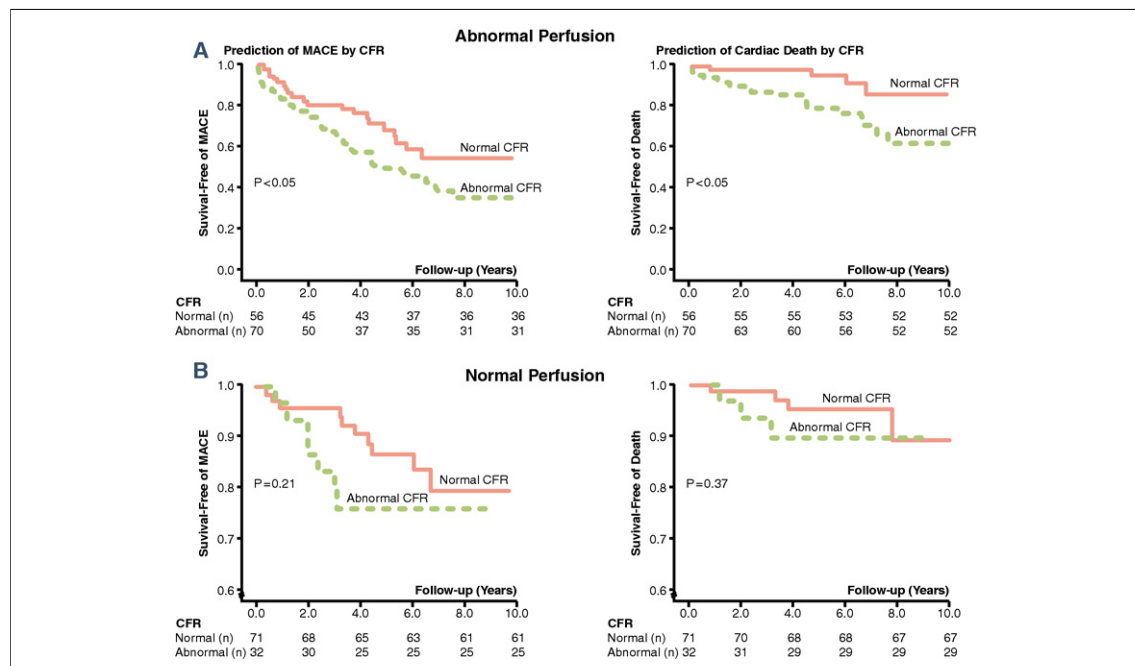 Abnormal Perfusion
A
Prediction of MACE by CFR
Suvival-Free of MACE
1.0
0.8
0.6
0.4
0.2
0.0
Normal CFR
Abnormal CFR
P<0.05
Follow-up (Years)
0.0 2.0 4.0 6.0 8.0 10.0
CFR
Normal (n) 56 45 43 37 36 36
Abnormal (n) 70 50 37 35 31 31
Prediction of Cardiac Death by CFR
Suvival-Free of Death
1.0
0.8
0.6
0.4
0.2
0.0
Normal CFR
Abnormal CFR
P<0.05
Follow-up (Years)
0.0 2.0 4.0 6.0 8.0 10.0
CFR
Normal (n) 56 55 55 53 52 52
Abnormal (n) 70 63 60 56 52 52
B
Normal Perfusion
Suvival-Free of MACE
1.0
0.9
0.8
0.7
0.6
Normal CFR
Abnormal CFR
P=0.21
Follow-up (Years)
0.0 2.0 4.0 6.0 8.0 10.0
CFR
Normal (n) 71 68 65 63 61 61
Abnormal (n) 32 30 25 25 25 25
Suvival-Free of Death
1.0
0.9
0.8
0.7
0.6
Normal CFR
Abnormal CFR
P=0.37
Follow-up (Years)
0.0 2.0 4.0 6.0 8.0 10.0
CFR
Normal (n) 71 70 68 68 67 67
Abnormal (n) 32 31 29 29 29 29